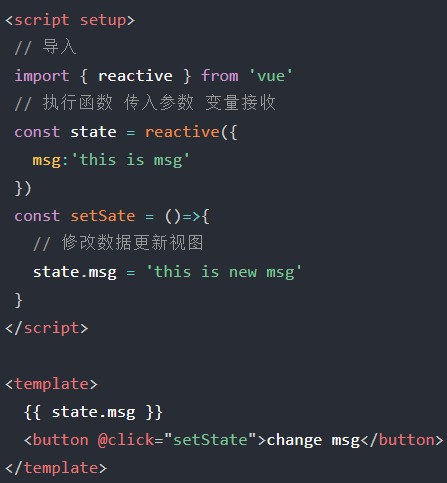 <script setup>
// 导入
import { reactive } from 'vue'
// 执行函数 传入参数 变量接收
const state = reactive({
msg:'this is msg'
})
const setSate = ()=>{
// 修改数据更新视图
state.msg = 'this is new msg'
}
</script>
<template>
{{ state.msg }}
<button @click="setState">change msg</button>
</template>